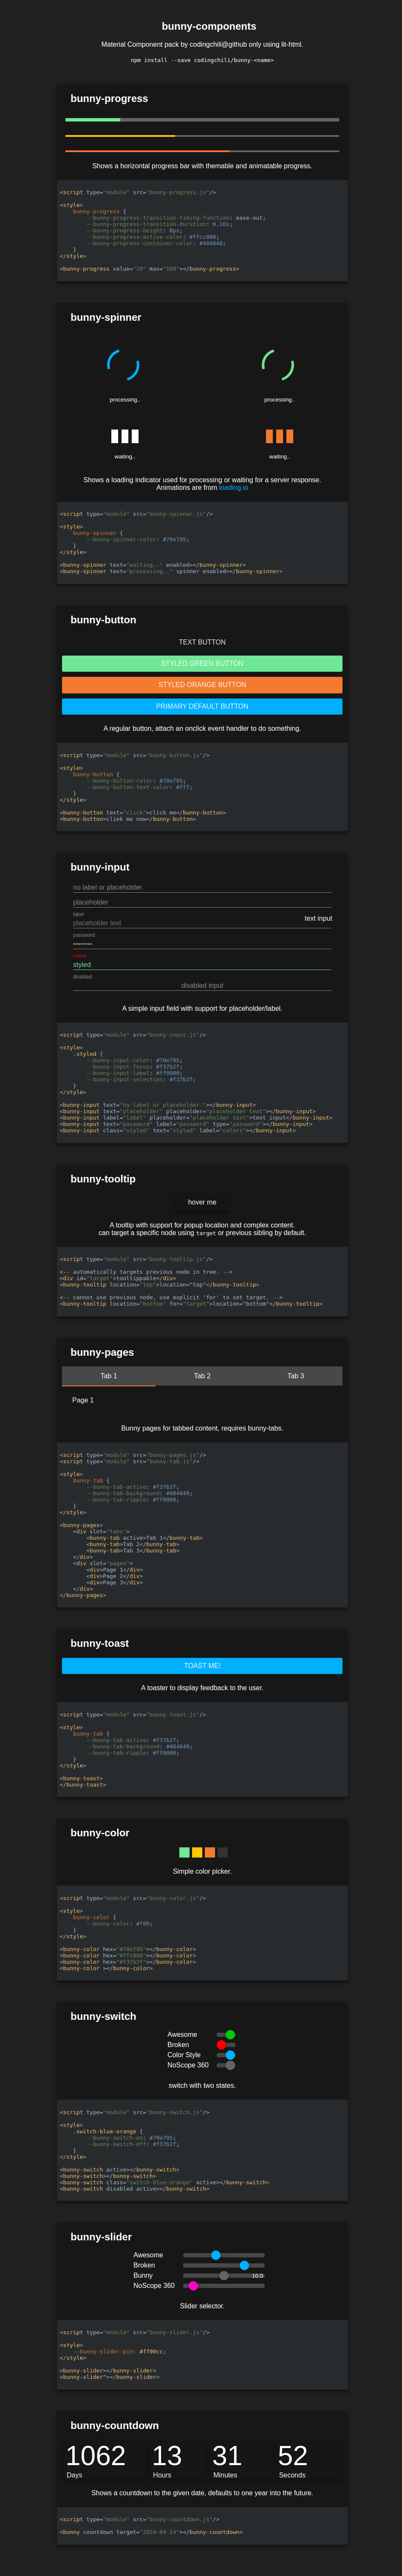 bunny-components
Material Component pack by codingchili@github only using lit-html.
npm install --save codingchili/bunny-<name>
bunny-progress
Shows a horizontal progress bar with themable and animatable progress.
<script type="module" src="bunny-progress.js"/>
<style>
bunny-progress {
--bunny-progress-transition-timing-function: ease-out;
--bunny-progress-transition-duration: 0.16s;
--bunny-progress-height: 8px;
--bunny-progress-active-color: #ffcc800;
--bunny-progress-container-color: #484848;
}
</style>
<bunny-progress value="20" max="100"></bunny-progress>
bunny-spinner
processing.. processing..
waiting.. waiting..
Shows a loading indicator used for processing or waiting for a server response.
Animations are from loading.io
<script type="module" src="bunny-spinner.js"/>
<style>
bunny-spinner {
--bunny-spinner-color: #70e795;
}
</style>
<bunny-spinner text="waiting.." enabled></bunny-spinner>
<bunny-spinner text="processing.." spinner enabled></bunny-spinner>
bunny-button
TEXT BUTTON
STYLED GREEN BUTTON
STYLED ORANGE BUTTON
PRIMARY DEFAULT BUTTON
A regular button, attach an onclick event handler to do something.
<script type="module" src="bunny-button.js"/>
<style>
bunny-button {
--bunny-button-color: #70e795;
--bunny-button-text-color: #fff;
}
</style>
<bunny-button text="click">click me</bunny-button>
<bunny-button>cliek me now</bunny-button>
bunny-input
no label or placeholder.
placeholder
label
placeholder text text input
password
••••••••
colors
styled
disabled
disabled input
A simple input field with support for placeholder/label.
<script type="module" src="bunny-input.js"/>
<style>
.styled {
--bunny-input-color: #70e795;
--bunny-input-focus: #f37b2f;
--bunny-input-label: #ff0000;
--bunny-input-selection: #f37b2f;
}
</style>
<bunny-input text="no label or placeholder."></bunny-input>
<bunny-input text="placeholder" placeholder="placeholder text"></bunny-input>
<bunny-input label="label" placeholder="placeholder text">text input</bunny-input>
<bunny-input text="password" label="password" type="password"></bunny-input>
<bunny-input class="styled" text="styled" label="colors"></bunny-input>
bunny-tooltip
hover me
A tooltip with support for popup location and complex content.
can target a specific node using target or previous sibling by default.
<script type="module" src="bunny-tooltip.js"/>
<-- automatically targets previous node in tree. -->
<div id="target">tooltippable</div>
<bunny-tooltip location="top">location="top"</bunny-tooltip>
<-- cannot use previous node, use explicit 'for' to set target. -->
<bunny-tooltip location="bottom" for="target">location="bottom"</bunny-tooltip>
bunny-pages
Tab 1 Tab 2 Tab 3
Page 1
Bunny pages for tabbed content, requires bunny-tabs.
<script type="module" src="bunny-pages.js"/>
<script type="module" src="bunny-tab.js"/>
<style>
bunny-tab {
--bunny-tab-active: #f37b2f;
--bunny-tab-background: #484848;
--bunny-tab-ripple: #ff0000;
}
</style>
<bunny-pages>
<div slot="tabs">
<bunny-tab active>Tab 1</bunny-tab>
<bunny-tab>Tab 2</bunny-tab>
<bunny-tab>Tab 3</bunny-tab>
</div>
<div slot="pages">
<div>Page 1</div>
<div>Page 2</div>
<div>Page 3</div>
</div>
</bunny-pages>
bunny-toast
TOAST ME!
A toaster to display feedback to the user.
<script type="module" src="bunny-toast.js"/>
<style>
bunny-tab {
--bunny-tab-active: #f37b2f;
--bunny-tab-background: #484848;
--bunny-tab-ripple: #ff0000;
}
</style>
<bunny-toast>
</bunny-toast>
bunny-color
Simple color picker.
<script type="module" src="bunny-color.js"/>
<style>
bunny-color {
--bunny-color: #f00;
}
</style>
<bunny-color hex="#70e795"></bunny-color>
<bunny-color hex="#ffc800"></bunny-color>
<bunny-color hex="#f37b2f"></bunny-color>
<bunny-color ></bunny-color>
bunny-switch
Awesome
Broken
Color Style
NoScope 360
switch with two states.
<script type="module" src="bunny-switch.js"/>
<style>
.switch-blue-orange {
--bunny-switch-on: #70e795;
--bunny-switch-off: #f37b2f;
}
</style>
<bunny-switch active></bunny-switch>
<bunny-switch></bunny-switch>
<bunny-switch class="switch-blue-orange" active></bunny-switch>
<bunny-switch disabled active></bunny-switch>
bunny-slider
Awesome
Broken
Bunny 10.0
NoScope 360
Slider selector.
<script type="module" src="bunny-slider.js"/>
<style>
--bunny-slider-pin: #ff00cc;
</style>
<bunny-slider></bunny-slider>
<bunny-slider"></bunny-slider>
bunny-countdown
1062 13 31 52
Days Hours Minutes Seconds
Shows a countdown to the given date, defaults to one year into the future.
<script type="module" src="bunny-countdown.js"/>
<bunny countdown target="2024-04-24"></bunny-countdown>